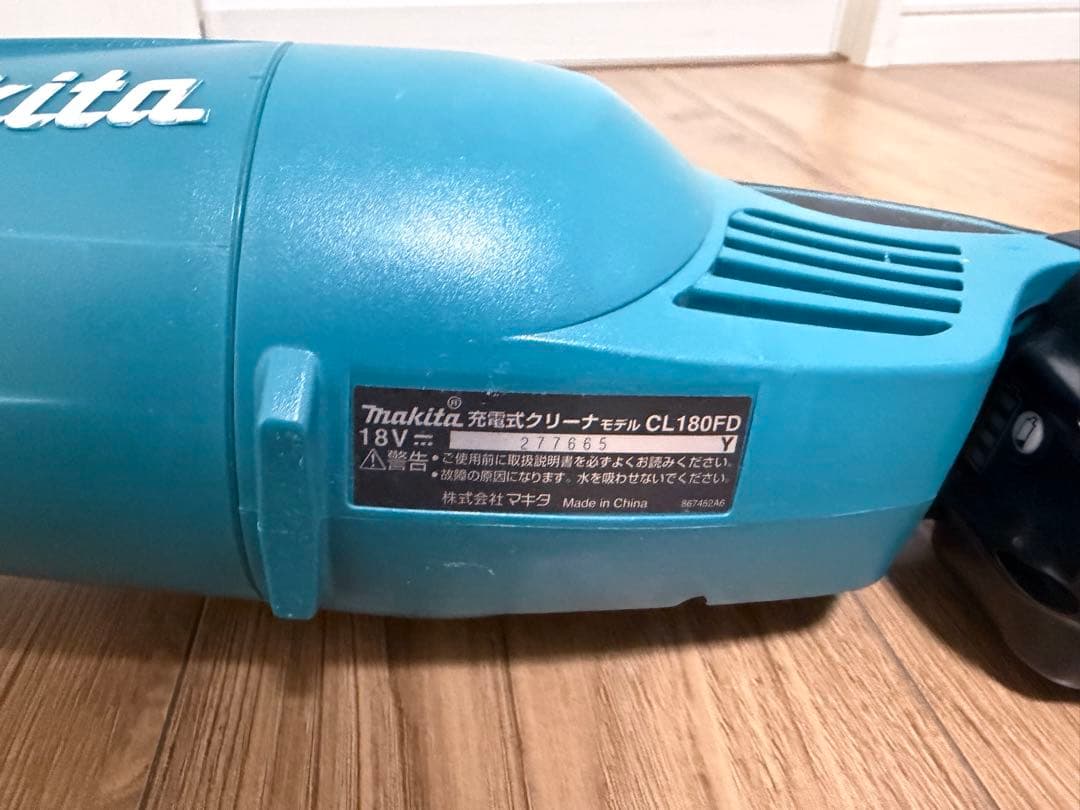 kita
makita® 充電式クリーナモデル CL180FD
18V⎓ 277665 Y
⚠警告 • ご使用前に取扱説明書を必ずよくお読みください。
• 故障の原因になります。水を吸わせないでください。
株式会社マキタ Made in China 867452A6